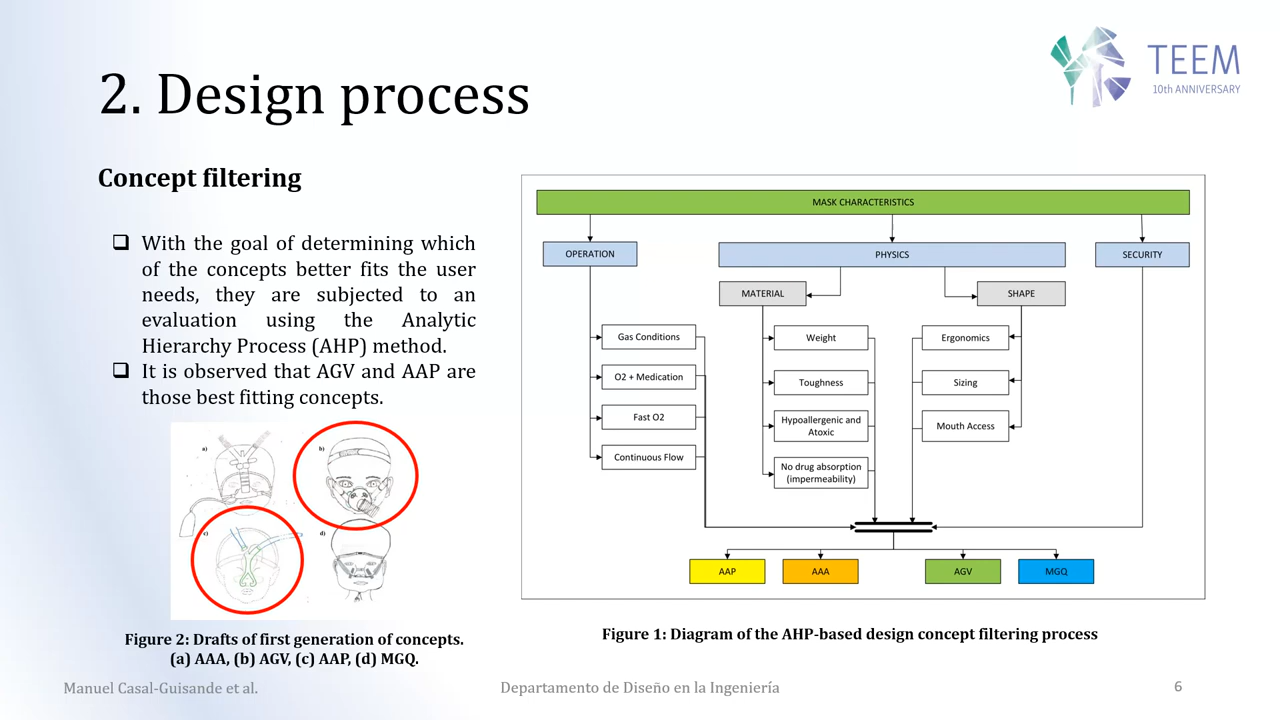 TEEM
10th ANNIVERSARY
2. Design process
Concept filtering
❑ With the goal of determining which
of the concepts better fits the user
needs, they are subjected to an
evaluation using the Analytic
Hierarchy Process (AHP) method.
❑ It is observed that AGV and AAP are
those best fitting concepts.
a)
b)
c)
d)
Figure 2: Drafts of first generation of concepts.
(a) AAA, (b) AGV, (c) AAP, (d) MGQ.
MASK CHARACTERISTICS
OPERATION
PHYSICS
SECURITY
MATERIAL
SHAPE
Gas Conditions
O2 + Medication
Fast O2
Continuous Flow
Weight
Toughness
Hypoallergenic and
Atoxic
No drug absorption
(impermeability)
Ergonomics
Sizing
Mouth Access
AAP
AAA
AGV
MGQ
Figure 1: Diagram of the AHP-based design concept filtering process
Manuel Casal-Guisande et al.
Departamento de Diseño en la Ingeniería
6